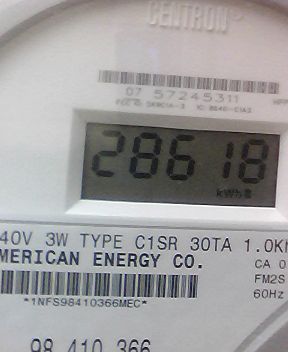 CENTRON
07 57245311
28618
kWh
40V 3W TYPE C1SR 30TA 1.0K
MERICAN ENERGY CO.
CA 0
FM2S
60Hz
*1NFS98410366MEC*
98 410 366